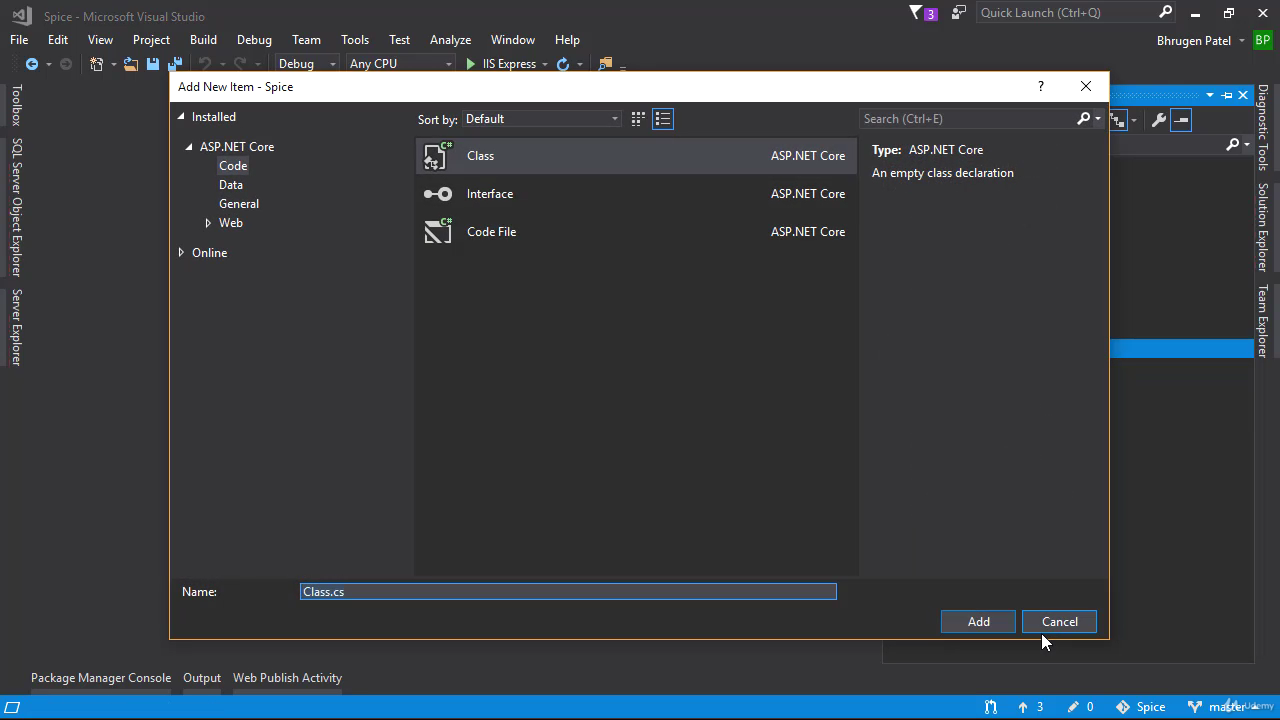 Spice - Microsoft Visual Studio
3
Quick Launch (Ctrl+Q)
File Edit View Project Build Debug Team Tools Test Analyze Window Help
Bhrugen Patel BP
Debug Any CPU IIS Express
Add New Item - Spice ?
Installed
Sort by: Default
Search (Ctrl+E)
ASP.NET Core
Code
Data
General
Web
Online
C# Class ASP.NET Core
Interface ASP.NET Core
C# Code File ASP.NET Core
Type: ASP.NET Core
An empty class declaration
Name: Class.cs
Add Cancel
Toolbox
SQL Server Object Explorer
Server Explorer
Diagnostic Tools
Solution Explorer
Team Explorer
Package Manager Console Output Web Publish Activity
3 0 Spice master
Udemy